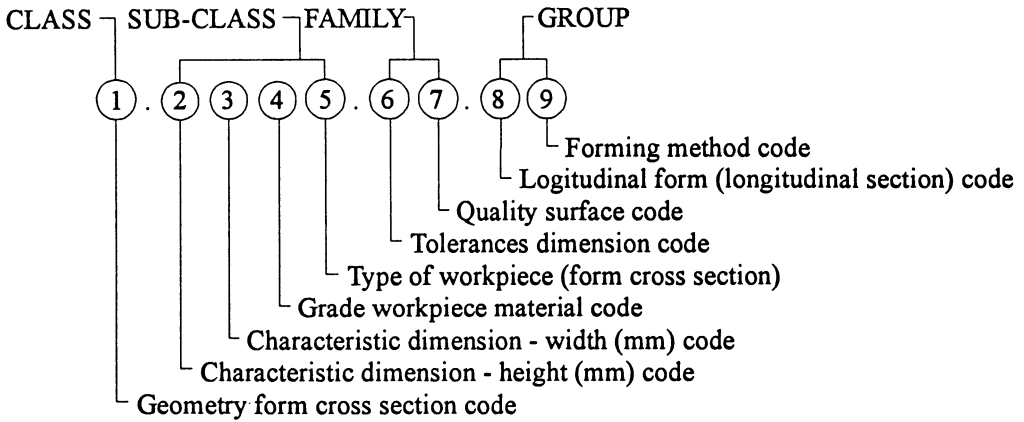 CLASS SUB-CLASS FAMILY GROUP
1 . 2 3 4 5 . 6 7 . 8 9
Forming method code
Logitudinal form (longitudinal section) code
Quality surface code
Tolerances dimension code
Type of workpiece (form cross section)
Grade workpiece material code
Characteristic dimension - width (mm) code
Characteristic dimension - height (mm) code
Geometry form cross section code